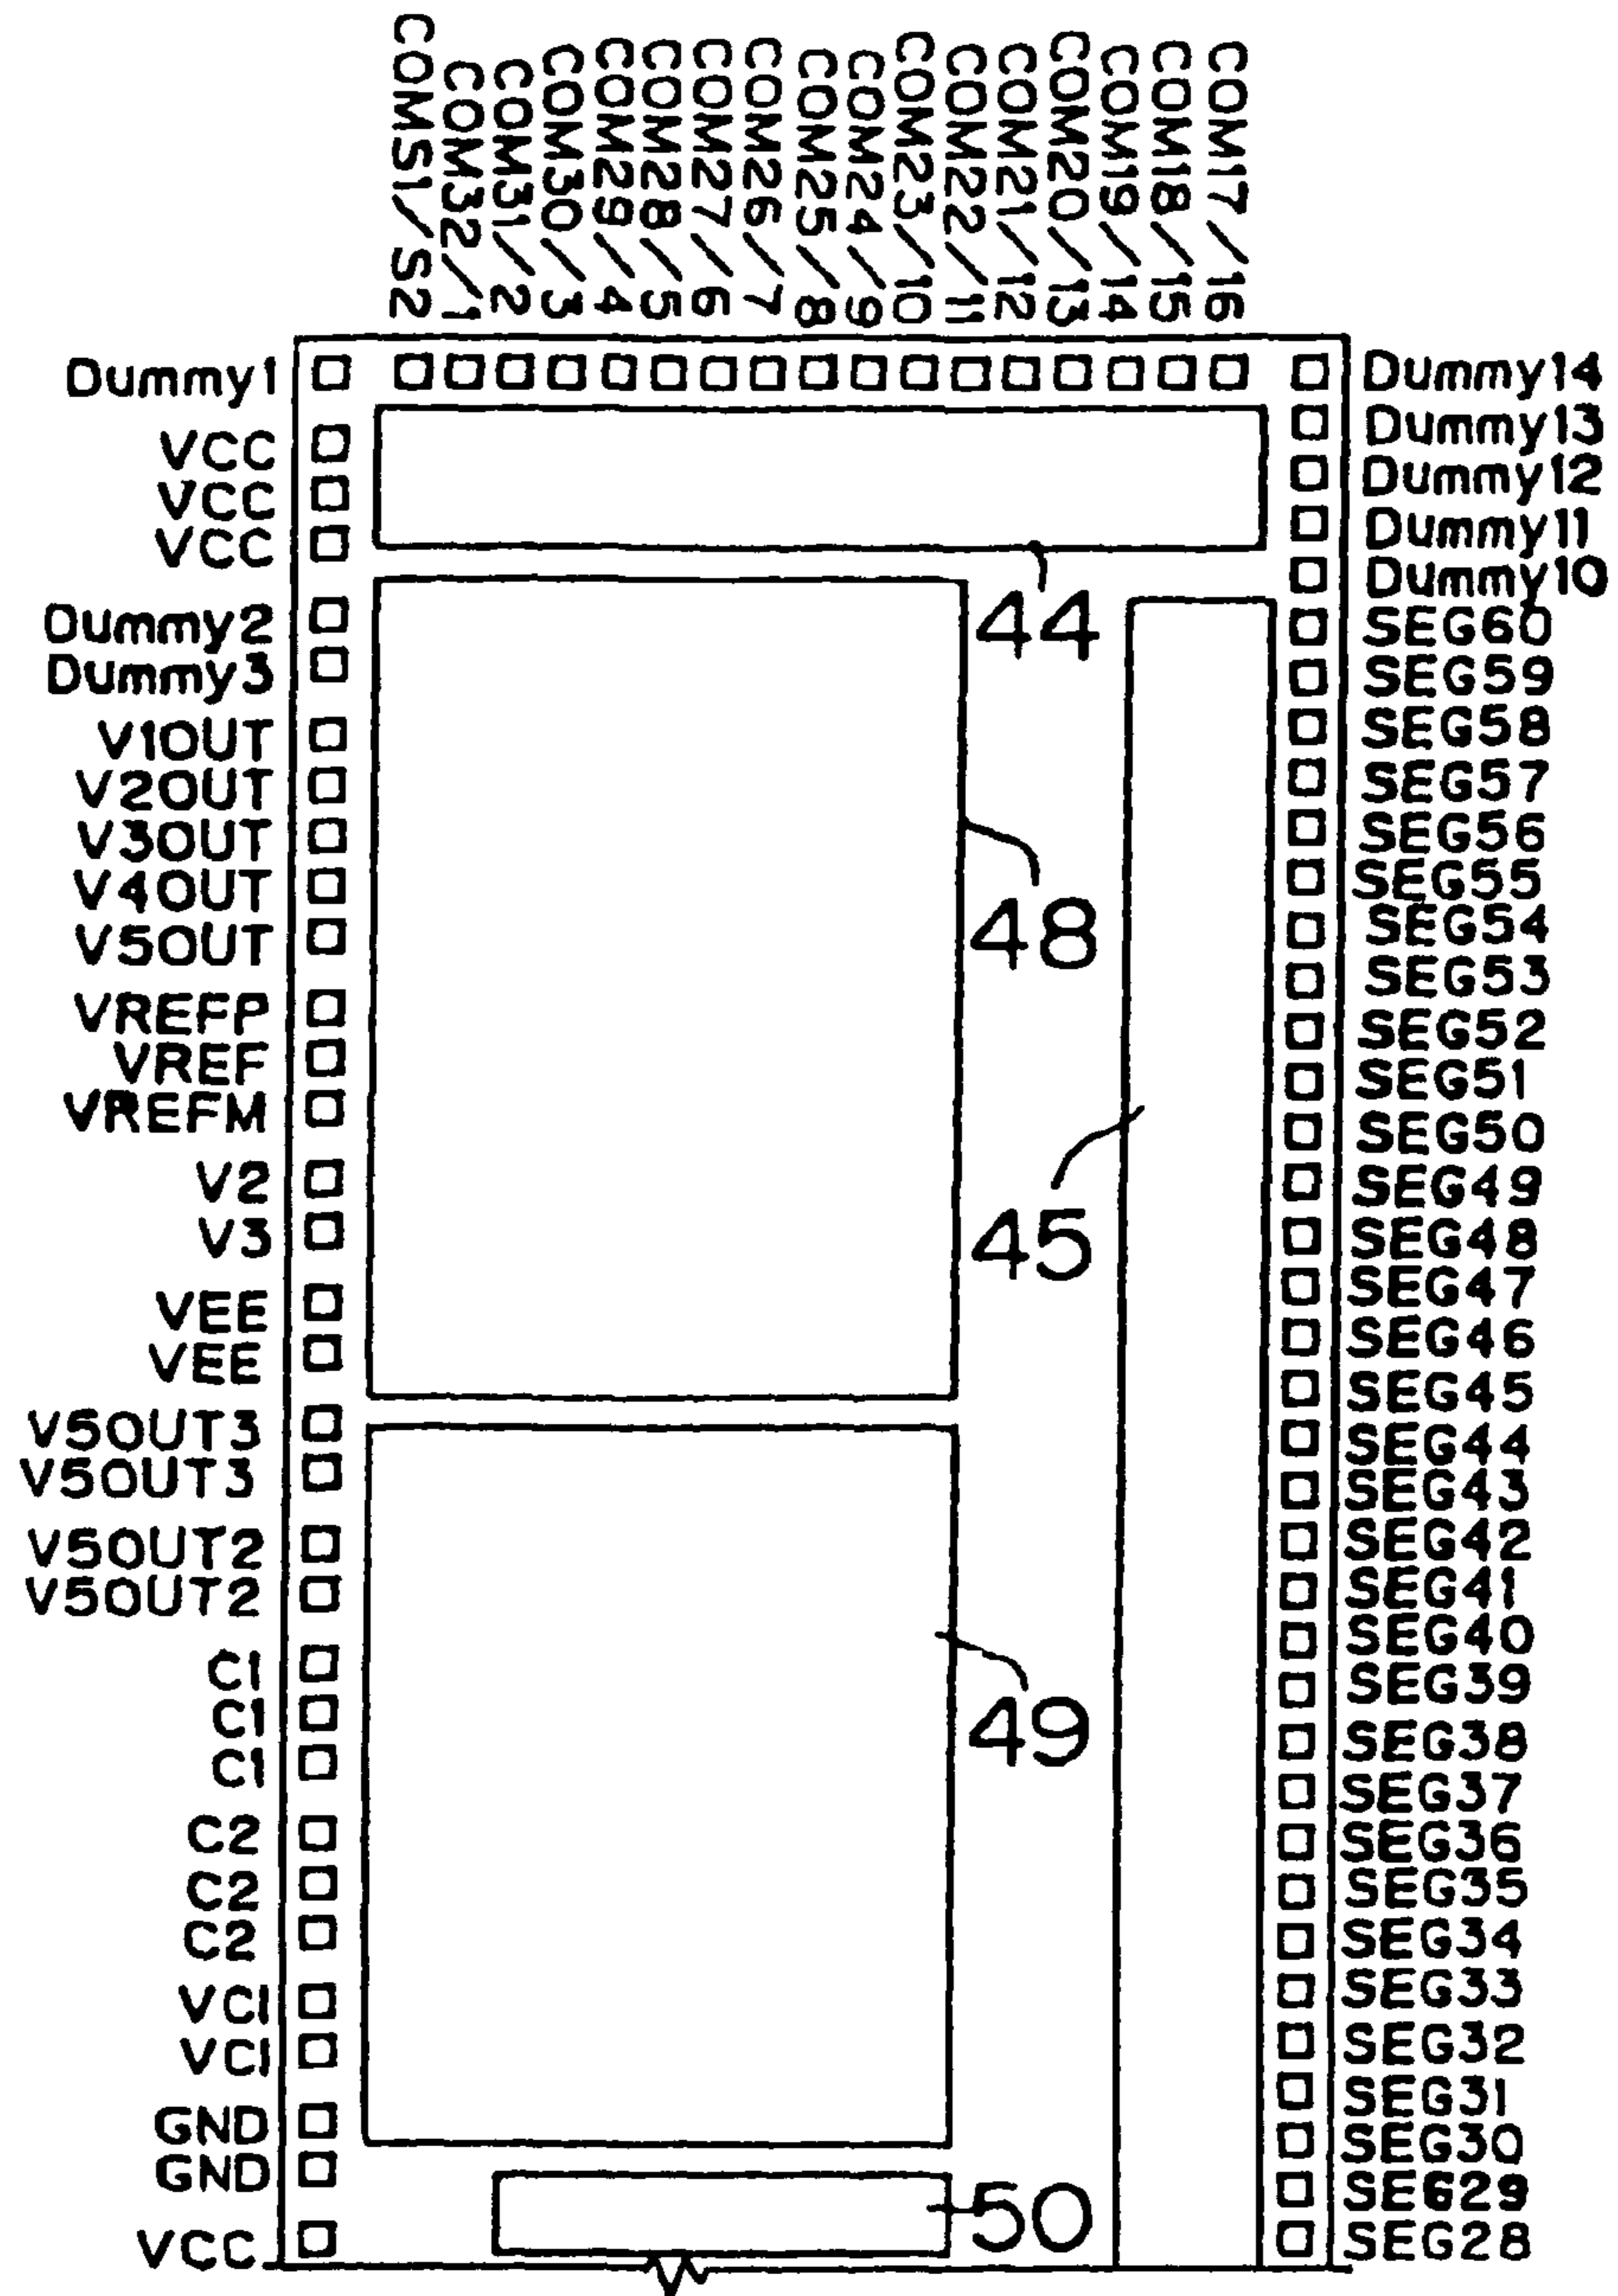 COMS1/S2
COM32/1
COM31/2
COM30/3
COM29/4
COM28/5
COM27/6
COM26/7
COM25/8
COM24/9
COM23/10
COM22/11
COM21/12
COM20/13
COM19/14
COM18/15
COM17/16
Dummy1
VCC
VCC
VCC
Dummy2
Dummy3
V1OUT
V2OUT
V3OUT
V4OUT
V5OUT
VREFP
VREF
VREFM
V2
V3
VEE
VEE
V5OUT3
V5OUT3
V5OUT2
V5OUT2
C1
C1
C1
C2
C2
C2
VCI
VCI
GND
GND
VCC
44
48
45
49
50
Dummy14
Dummy13
Dummy12
Dummy11
Dummy10
SEG60
SEG59
SEG58
SEG57
SEG56
SEG55
SEG54
SEG53
SEG52
SEG51
SEG50
SEG49
SEG48
SEG47
SEG46
SEG45
SEG44
SEG43
SEG42
SEG41
SEG40
SEG39
SEG38
SEG37
SEG36
SEG35
SEG34
SEG33
SEG32
SEG31
SEG30
SEG29
SEG28